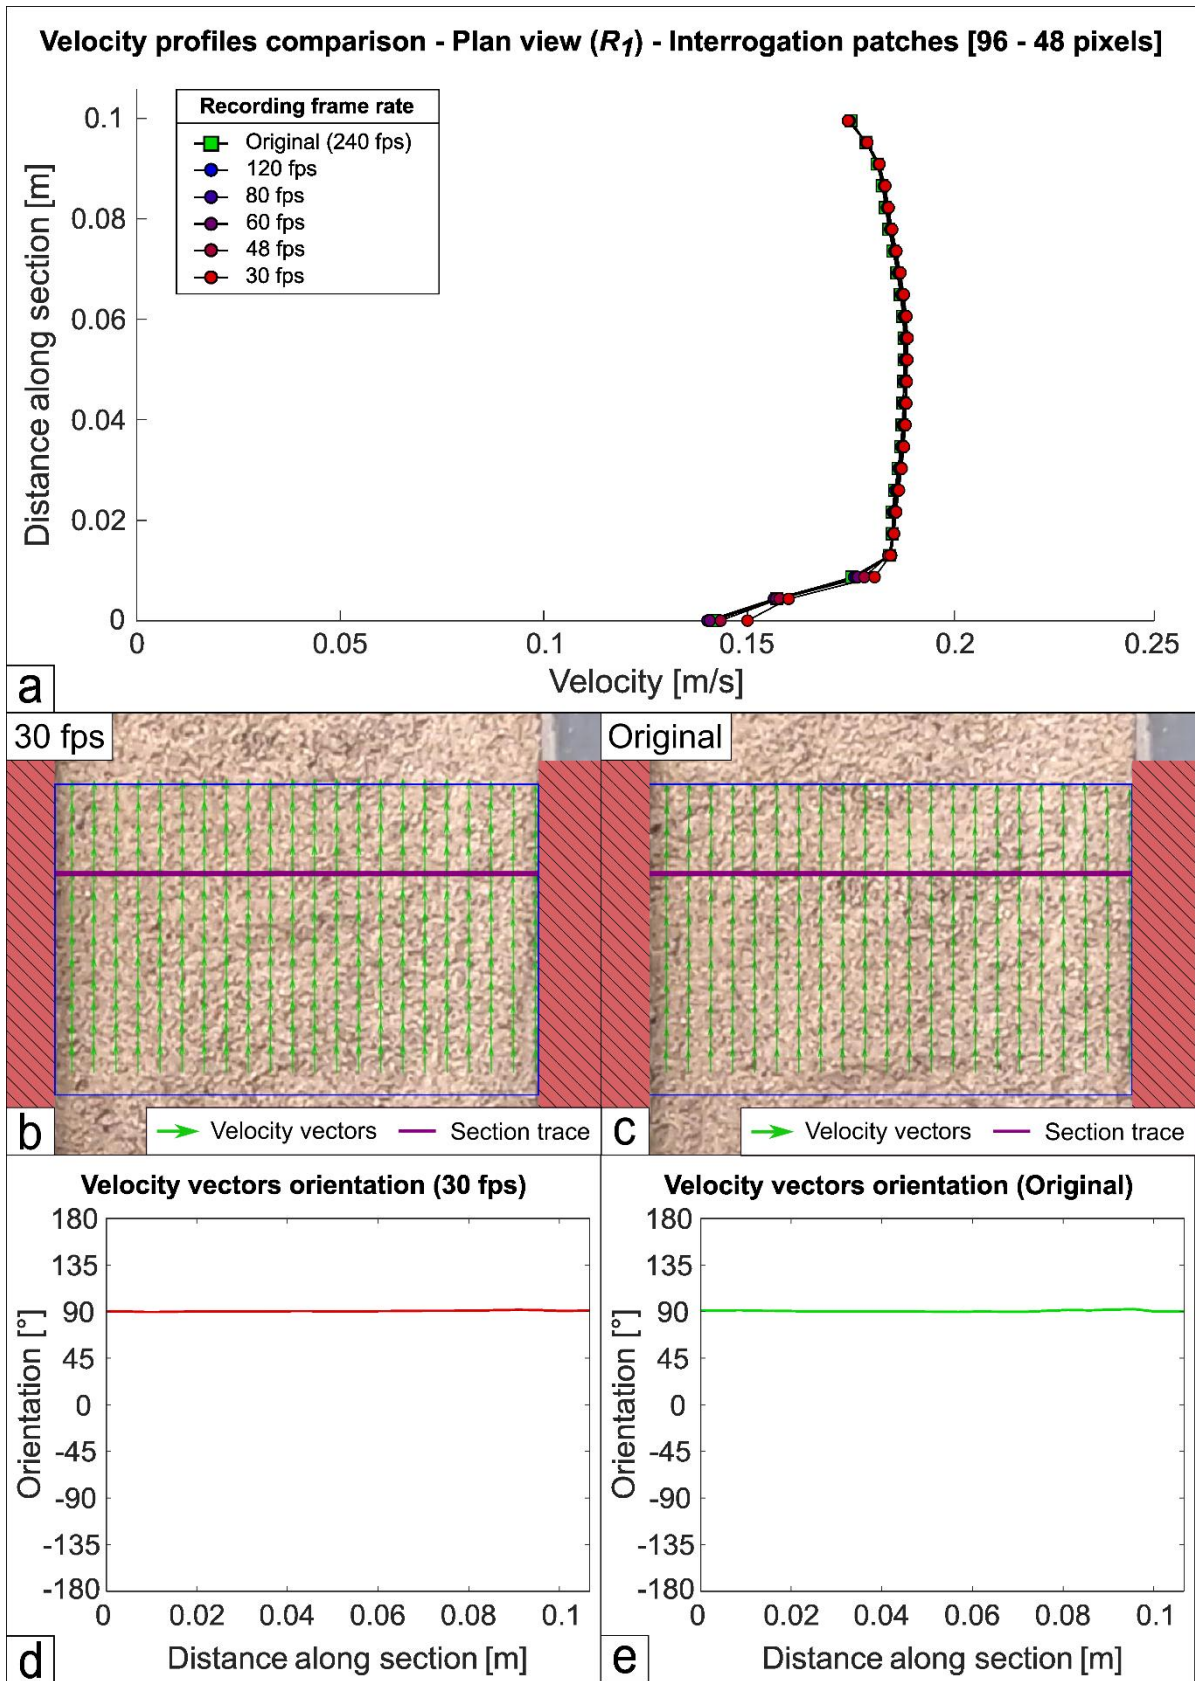 Velocity profiles comparison - Plan view (R1) - Interrogation patches [96 - 48 pixels]
Recording frame rate
Original (240 fps)
120 fps
80 fps
60 fps
48 fps
30 fps
Distance along section [m]
0.1
0.08
0.06
0.04
0.02
0
0 0.05 0.1 0.15 0.2 0.25
Velocity [m/s]
a
30 fps
b
Velocity vectors Section trace
Original
c
Velocity vectors Section trace
Velocity vectors orientation (30 fps)
Orientation [°]
180
135
90
45
0
-45
-90
-135
-180
0 0.02 0.04 0.06 0.08 0.1
Distance along section [m]
d
Velocity vectors orientation (Original)
Orientation [°]
180
135
90
45
0
-45
-90
-135
-180
0 0.02 0.04 0.06 0.08 0.1
Distance along section [m]
e